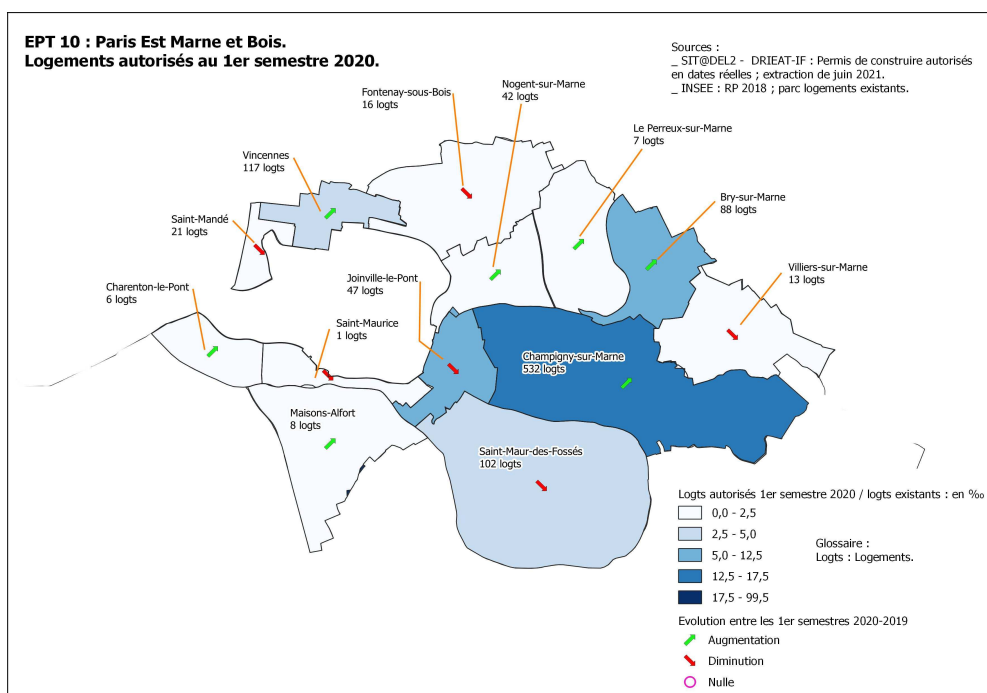 EPT 10 : Paris Est Marne et Bois.
Logements autorisés au 1er semestre 2020.
Sources :
_ SIT@DEL2 - DRIEAT-IF : Permis de construire autorisés
en dates réelles ; extraction de juin 2021.
_ INSEE : RP 2018 ; parc logements existants.
Fontenay-sous-Bois
16 logts
Nogent-sur-Marne
42 logts
Le Perreux-sur-Marne
7 logts
Vincennes
117 logts
Bry-sur-Marne
88 logts
Saint-Mandé
21 logts
Joinville-le-Pont
47 logts
Villiers-sur-Marne
13 logts
Charenton-le-Pont
6 logts
Saint-Maurice
1 logts
Champigny-sur-Marne
532 logts
Maisons-Alfort
8 logts
Saint-Maur-des-Fossés
102 logts
Logts autorisés 1er semestre 2020 / logts existants : en ‰
0,0 - 2,5
2,5 - 5,0
5,0 - 12,5
12,5 - 17,5
17,5 - 99,5
Glossaire :
Logts : Logements.
Evolution entre les 1er semestres 2020-2019
Augmentation
Diminution
Nulle